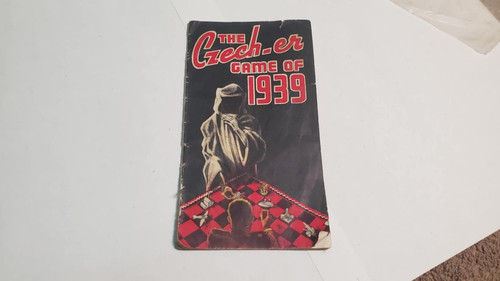 THE
Czech-er
GAME OF
1939